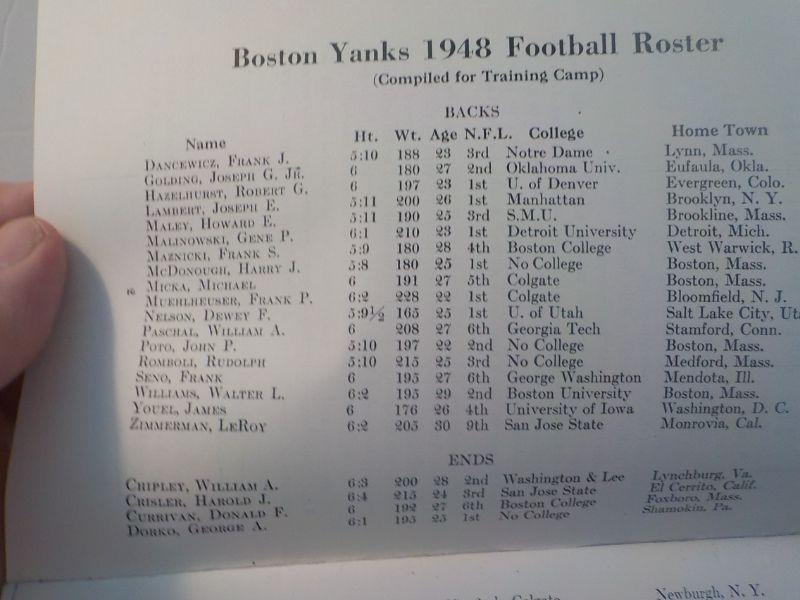 Boston Yanks 1948 Football Roster
(Compiled for Training Camp)
BACKS
Name Ht. Wt. Age N.F.L. College Home Town
DANCEWICZ, FRANK J. 5:10 188 23 3rd Notre Dame Lynn, Mass.
GOLDING, JOSEPH G. JR. 6 180 27 2nd Oklahoma Univ. Eufaula, Okla.
HAZELHURST, ROBERT G. 6 197 23 1st U. of Denver Evergreen, Colo.
LAMBERT, JOSEPH E. 5:11 200 26 1st Manhattan Brooklyn, N. Y.
MALEY, HOWARD E. 5:11 190 25 3rd S.M.U. Brookline, Mass.
MALINOWSKI, GENE P. 6:1 210 23 1st Detroit University Detroit, Mich.
MAZNICKI, FRANK S. 5:9 180 28 4th Boston College West Warwick, R.
McDONOUGH, HARRY J. 5:8 180 25 1st No College Boston, Mass.
MICKA, MICHAEL 6 191 27 5th Colgate Boston, Mass.
MUEHLHEUSER, FRANK P. 6:2 228 22 1st Colgate Bloomfield, N. J.
NELSON, DEWEY F. 5:9½ 165 25 1st U. of Utah Salt Lake City, Uta
PASCHAL, WILLIAM A. 6 208 27 6th Georgia Tech Stamford, Conn.
POTO, JOHN P. 5:10 197 22 2nd No College Boston, Mass.
ROMBOLI, RUDOLPH 5:10 215 25 3rd No College Medford, Mass.
SENO, FRANK 6 195 27 6th George Washington Mendota, Ill.
WILLIAMS, WALTER L. 6:2 195 29 2nd Boston University Boston, Mass.
YOUEL, JAMES 6 176 26 4th University of Iowa Washington, D. C.
ZIMMERMAN, LEROY 6:2 205 30 9th San Jose State Monrovia, Cal.
ENDS
CHIPLEY, WILLIAM A. 6:3 200 28 2nd Washington & Lee Lynchburg, Va.
CRISLER, HAROLD J. 6:4 215 24 3rd San Jose State El Cerrito, Calif.
CURRIVAN, DONALD F. 6 192 27 6th Boston College Foxboro, Mass.
DORKO, GEORGE A. 6:1 195 25 1st No College Shamokin, Pa.
Colgate Newburgh, N. Y.